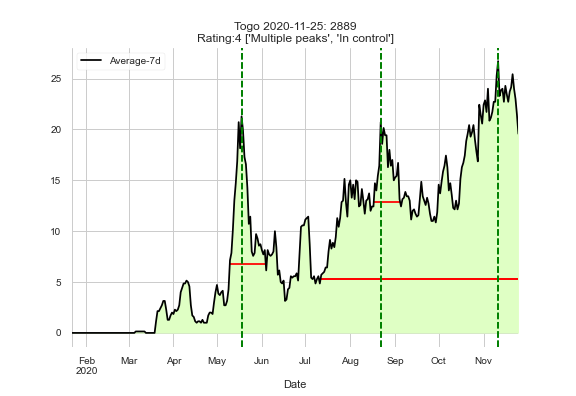 Togo 2020-11-25: 2889
Rating:4 ['Multiple peaks', 'In control']
Average-7d
25
20
15
10
5
0
Feb Mar Apr May Jun Jul Aug Sep Oct Nov
2020
Date